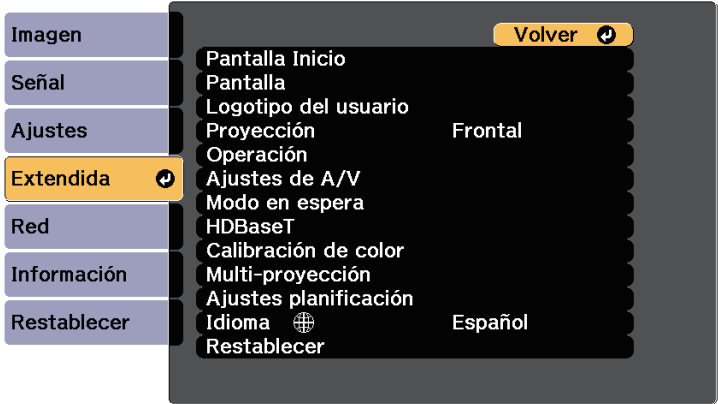 Imagen
Señal
Ajustes
Extendida
Red
Información
Restablecer
Volver
Pantalla Inicio
Pantalla
Logotipo del usuario
Proyección Frontal
Operación
Ajustes de A/V
Modo en espera
HDBaseT
Calibración de color
Multi-proyección
Ajustes planificación
Idioma Español
Restablecer